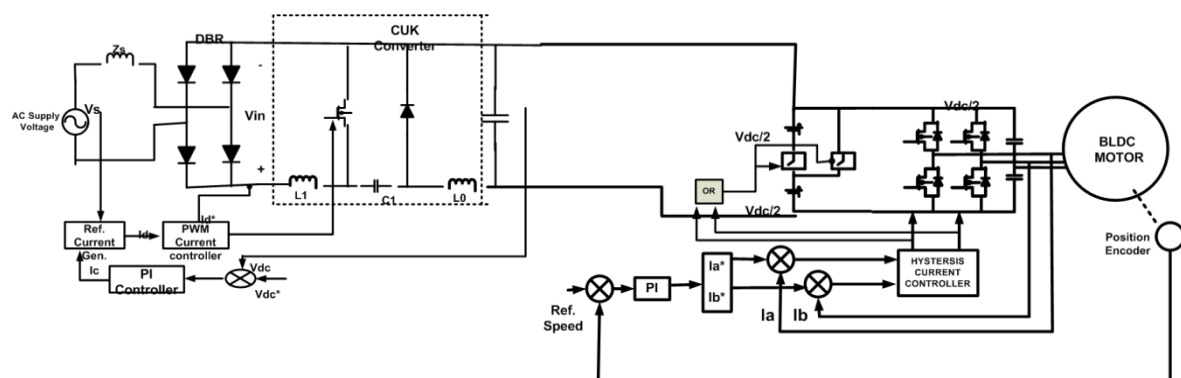 CUK
Converter
DBR
Zs
-
Vs
AC Supply
Voltage
Vin
+
L1
C1
L0
Vdc/2
Vdc/2
Vdc/2
OR
BLDC
MOTOR
Position
Encoder
Ref.
Current
Gen.
Id
Id*
PWM
Current
controller
Ic
PI
Controller
Vdc
Vdc*
Ref.
Speed
PI
Ia*
Ib*
Ia
Ib
HYSTERSIS
CURRENT
CONTROLLER